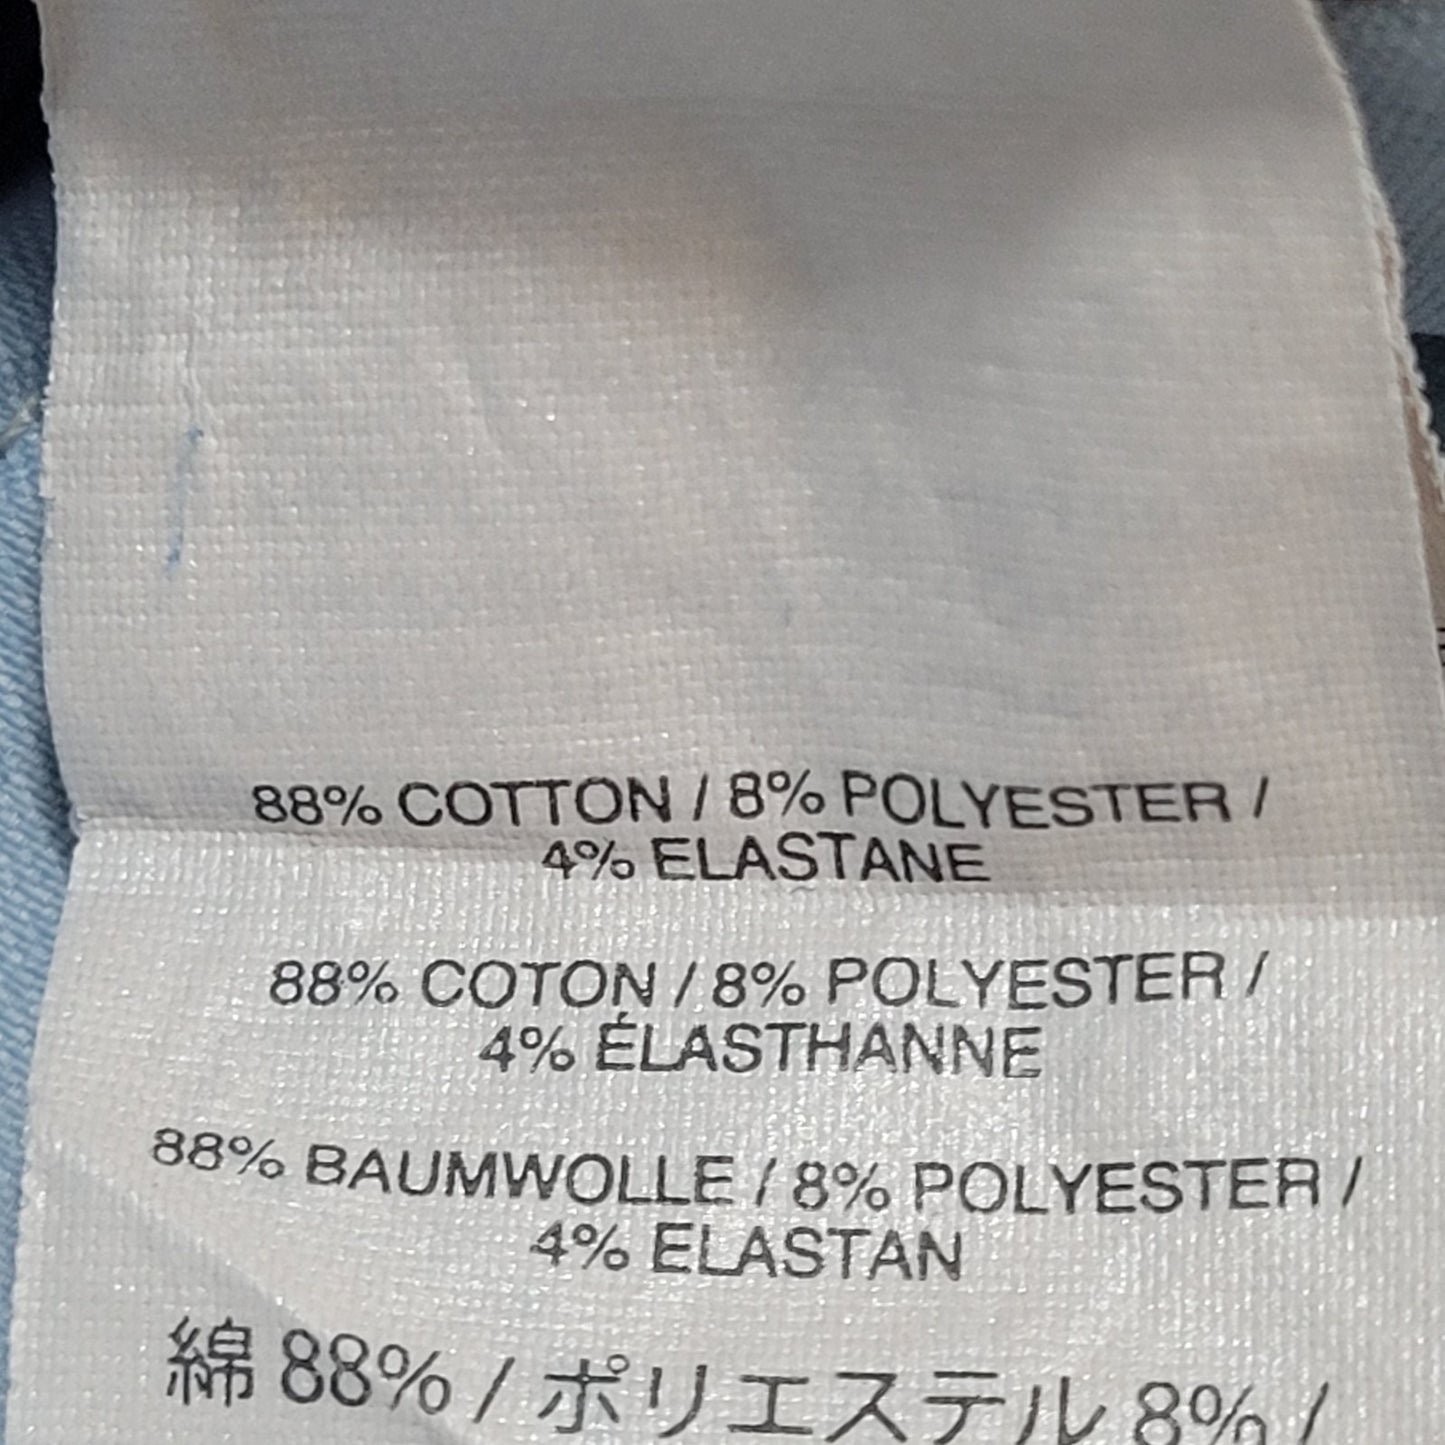 88% COTTON / 8% POLYESTER /
4% ELASTANE
88% COTON / 8% POLYESTER /
4% ÉLASTHANNE
88% BAUMWOLLE / 8% POLYESTER /
4% ELASTAN
綿 88% / ポリエステル 8% /